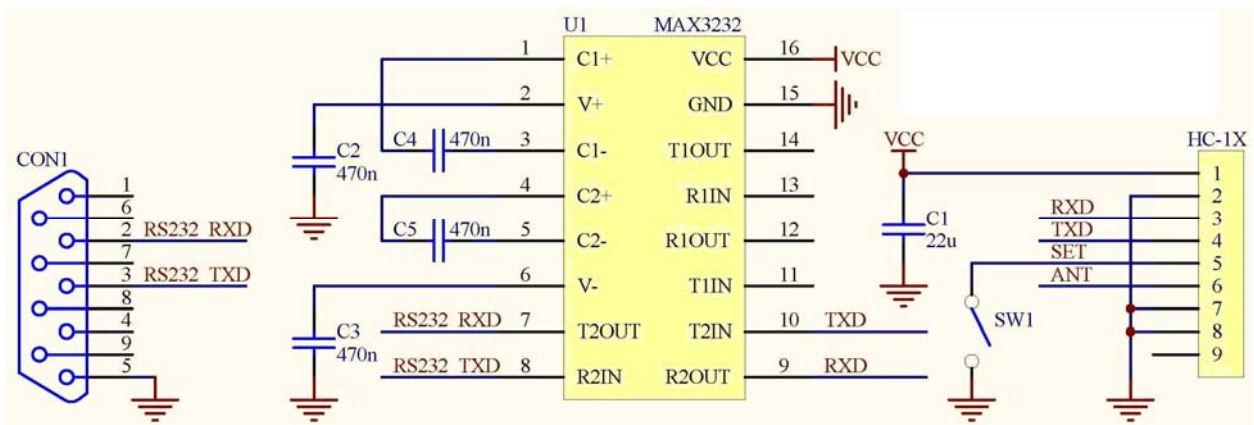 U1 MAX3232
1 C1+ VCC 16 VCC
2 V+ GND 15
C4 470n 3 C1- T1OUT 14
C2 470n
4 C2+ R1IN 13
C5 470n 5 C2- R1OUT 12
6 V- T1IN 11
RS232 RXD 7 T2OUT T2IN 10 TXD
C3 470n
RS232 TXD 8 R2IN R2OUT 9 RXD
CON1
1
6
2 RS232 RXD
7
3 RS232 TXD
8
4
9
5
HC-1X
VCC
1
2
RXD 3
TXD 4
SET 5
ANT 6
7
8
9
C1
22u
SW1